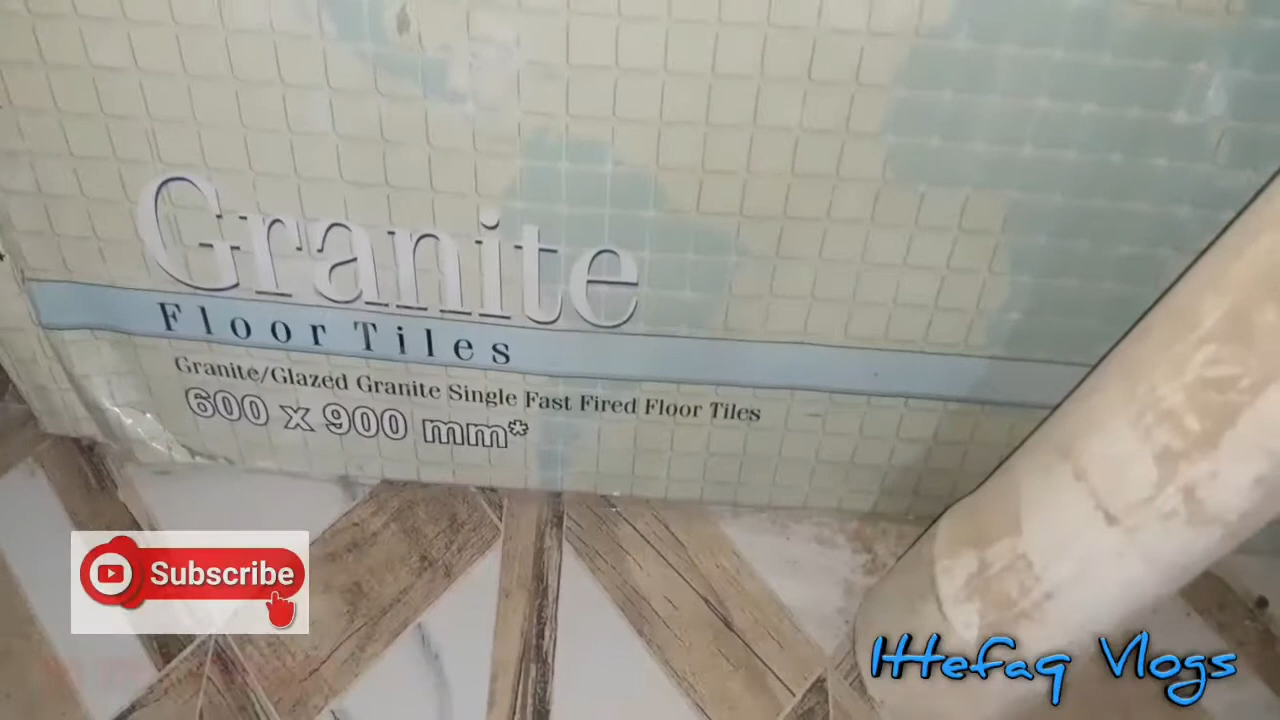 Granite
Floor Tiles
Granite/Glazed Granite Single Fast Fired Floor Tiles
600 x 900 mm*
Subscribe
Ittefaq Vlogs